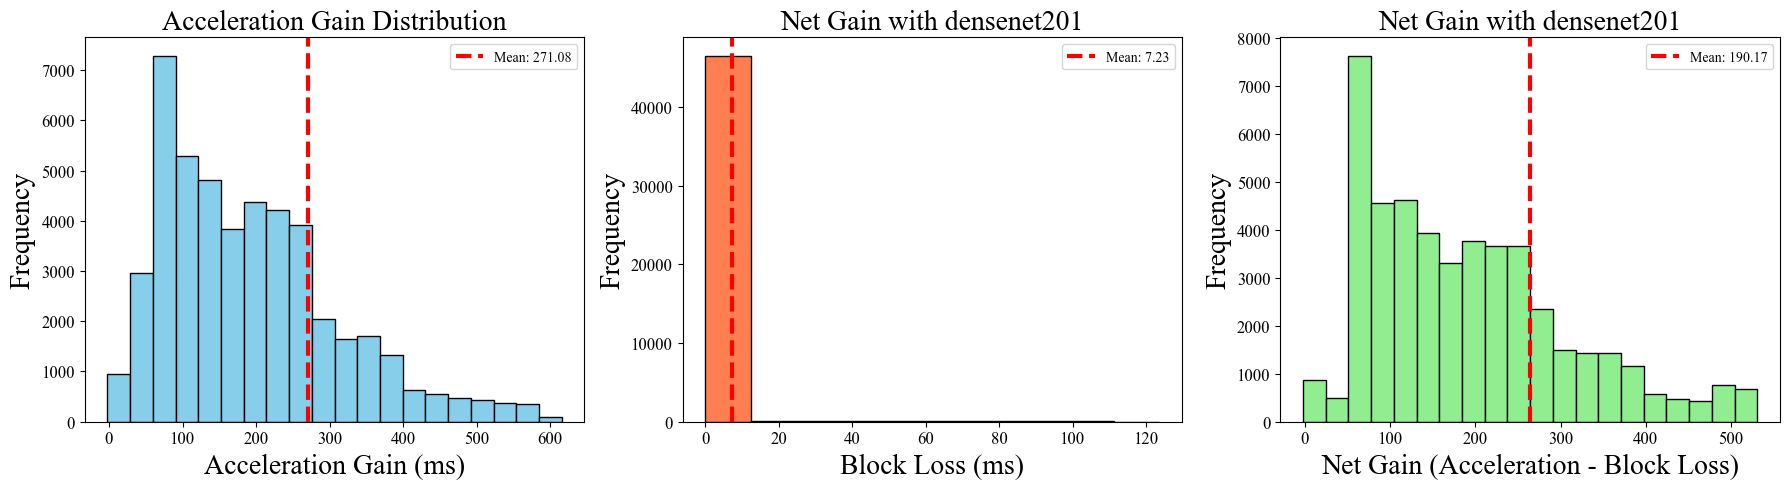 Acceleration Gain Distribution
Mean: 271.08
Frequency
7000
6000
5000
4000
3000
2000
1000
0
0 100 200 300 400 500 600
Acceleration Gain (ms)
Net Gain with densenet201
Mean: 7.23
Frequency
40000
30000
20000
10000
0
0 20 40 60 80 100 120
Block Loss (ms)
Net Gain with densenet201
Mean: 190.17
Frequency
8000
7000
6000
5000
4000
3000
2000
1000
0
0 100 200 300 400 500
Net Gain (Acceleration - Block Loss)